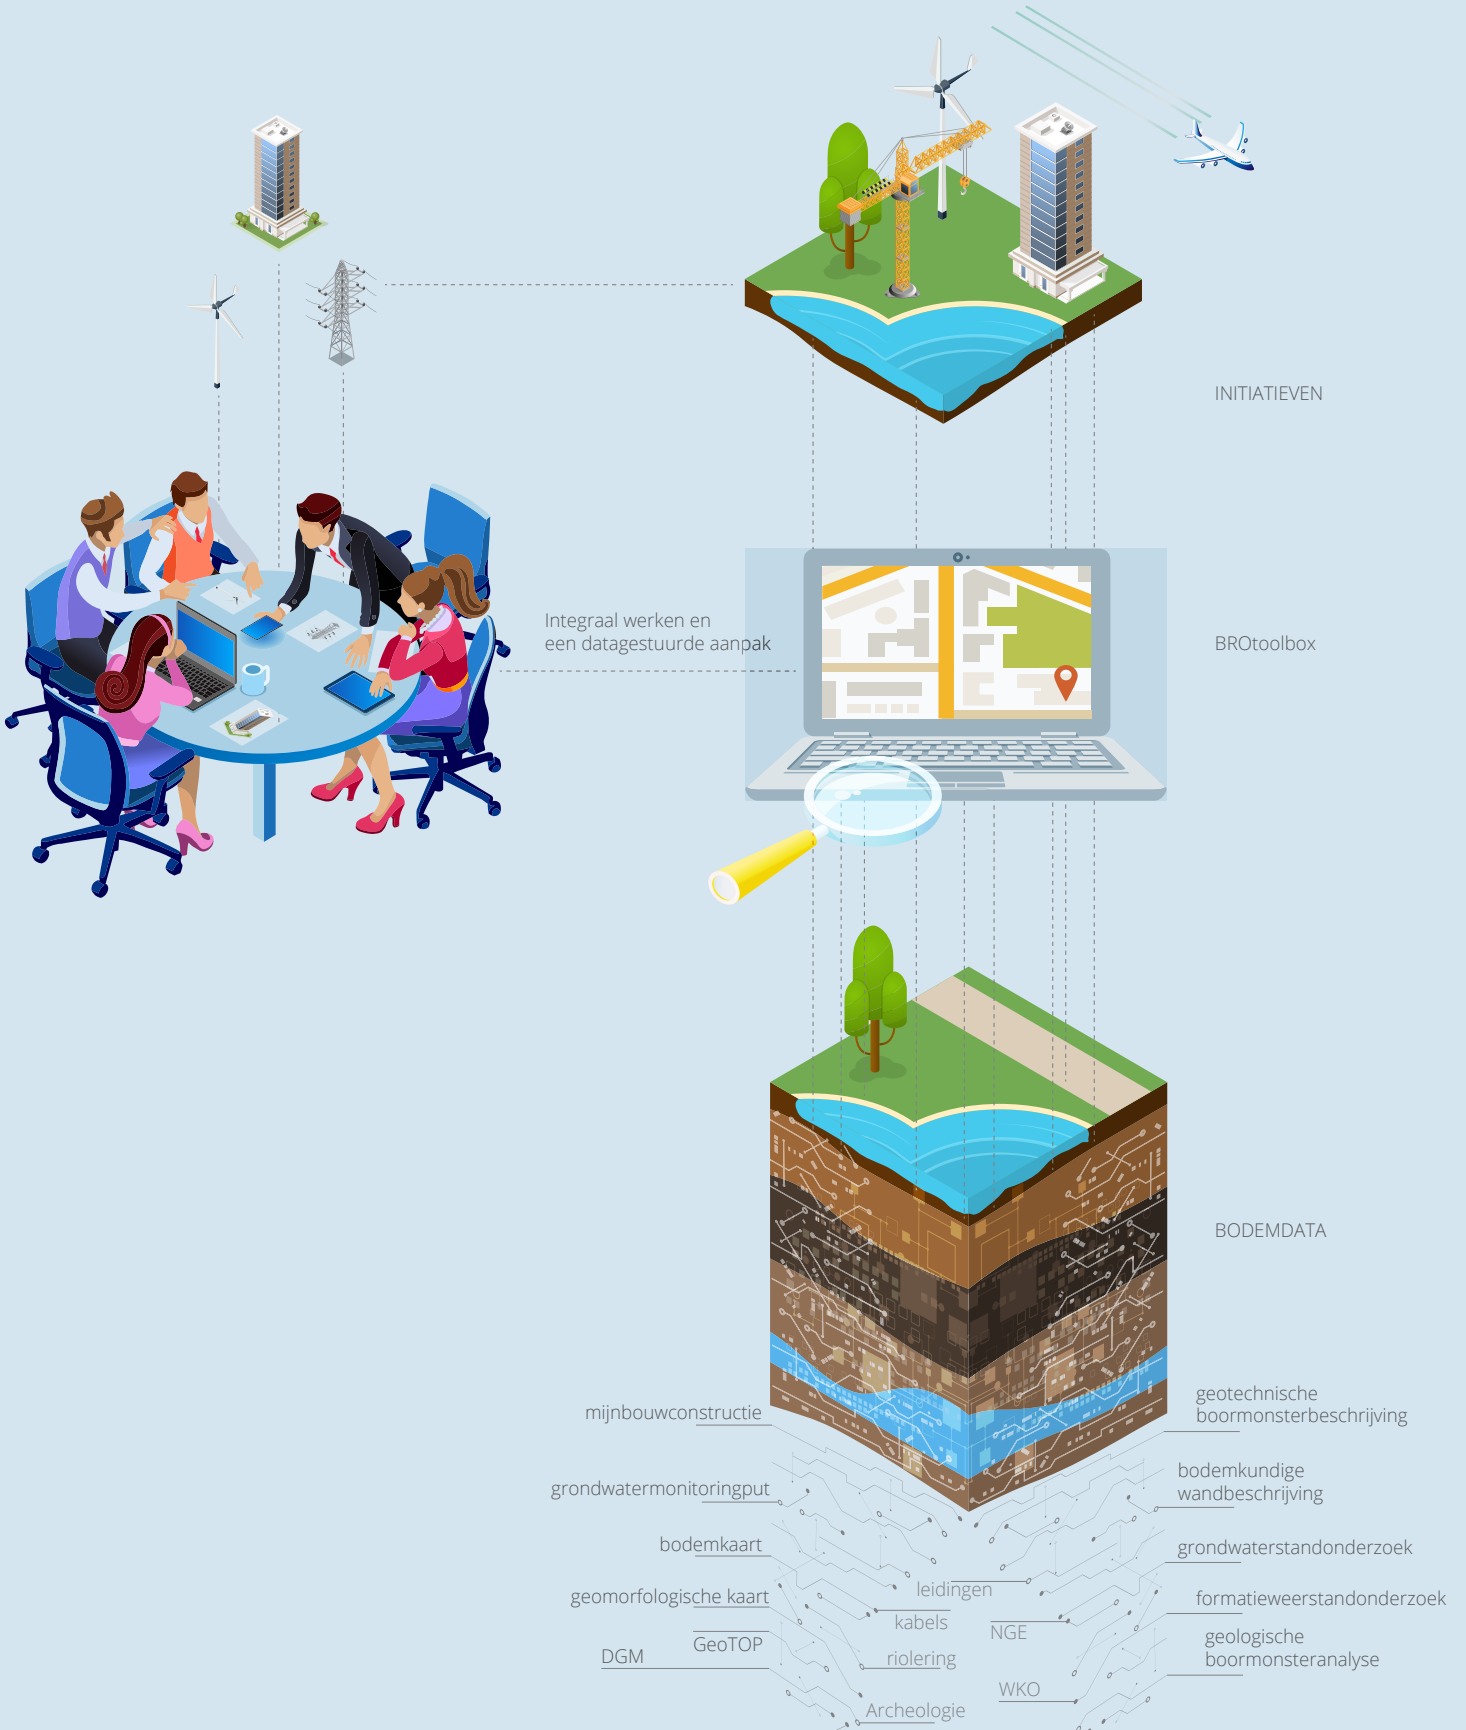 INITIATIEVEN
Integraal werken en
een datagestuurde aanpak
BROtoolbox
BODEMDATA
mijnbouwconstructie
grondwatermonitoringput
bodemkaart
geomorfologische kaart
GeoTOP
DGM
leidingen
kabels
NGE
riolering
WKO
Archeologie
geotechnische
boormonsterbeschrijving
bodemkundige
wandbeschrijving
grondwaterstandonderzoek
formatieweerstandonderzoek
geologische
boormonsteranalyse